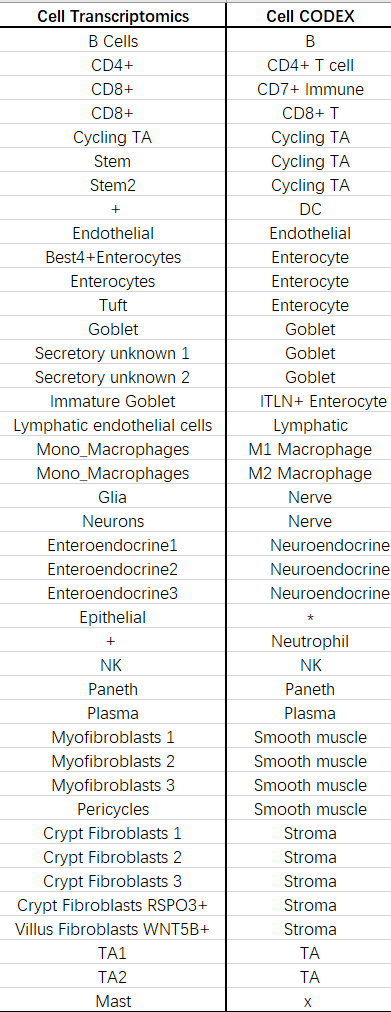 Cell Transcriptomics Cell CODEX
B Cells B
CD4+ CD4+ T cell
CD8+ CD7+ Immune
CD8+ CD8+ T
Cycling TA Cycling TA
Stem Cycling TA
Stem2 Cycling TA
+ DC
Endothelial Endothelial
Best4+Enterocytes Enterocyte
Enterocytes Enterocyte
Tuft Enterocyte
Goblet Goblet
Secretory unknown 1 Goblet
Secretory unknown 2 Goblet
Immature Goblet ITLN+ Enterocyte
Lymphatic endothelial cells Lymphatic
Mono_Macrophages M1 Macrophage
Mono_Macrophages M2 Macrophage
Glia Nerve
Neurons Nerve
Enteroendocrine1 Neuroendocrine
Enteroendocrine2 Neuroendocrine
Enteroendocrine3 Neuroendocrine
Epithelial *
+ Neutrophil
NK NK
Paneth Paneth
Plasma Plasma
Myofibroblasts 1 Smooth muscle
Myofibroblasts 2 Smooth muscle
Myofibroblasts 3 Smooth muscle
Pericycles Smooth muscle
Crypt Fibroblasts 1 Stroma
Crypt Fibroblasts 2 Stroma
Crypt Fibroblasts 3 Stroma
Crypt Fibroblasts RSPO3+ Stroma
Villus Fibroblasts WNT5B+ Stroma
TA1 TA
TA2 TA
Mast x